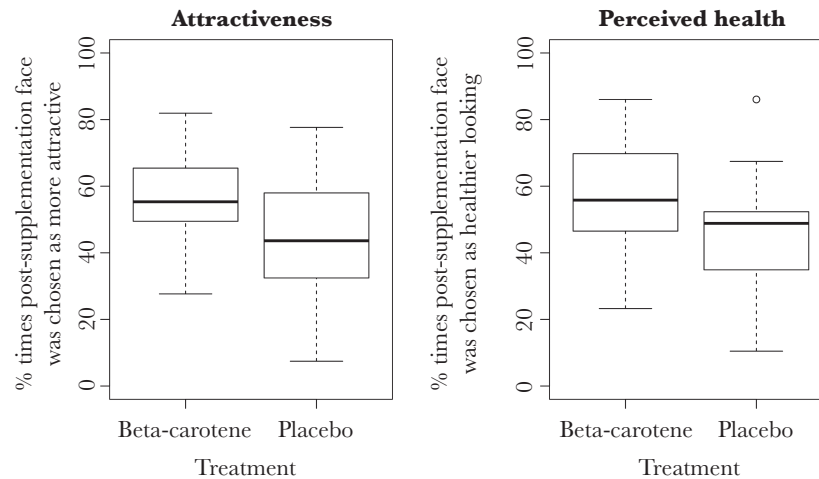 Attractiveness
% times post-supplementation face
was chosen as more attractive
100
80
60
40
20
0
Beta-carotene Placebo
Treatment
Perceived health
% times post-supplementation face
was chosen as healthier looking
100
80
60
40
20
0
Beta-carotene Placebo
Treatment